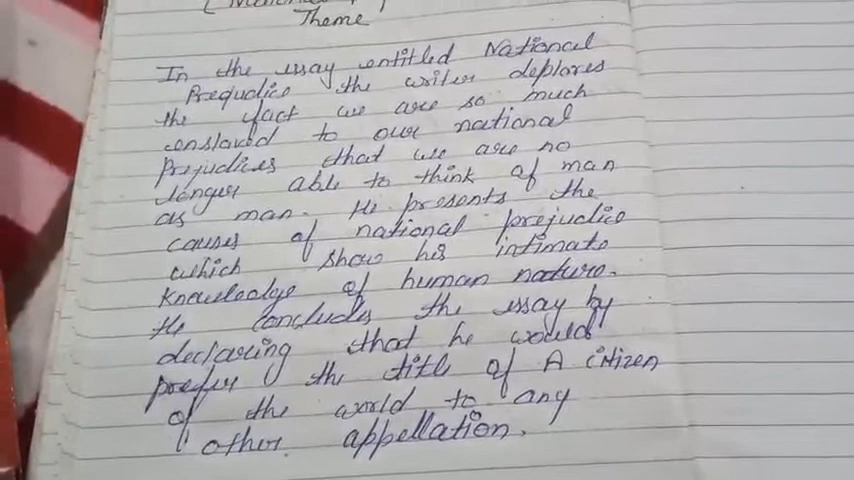 Theme
In the essay entitled National
Prequdice the writer deplores
the fact we are so much
enslaved to our national
Prejudices that we are no
longer able to think of man
as man. He presents the
causes of national prejudice
which show his intimate
knowledge of human nature.
He concludes the essay by
declaring that he would
prefer the title of A citizen
of the world to any
other appellation.